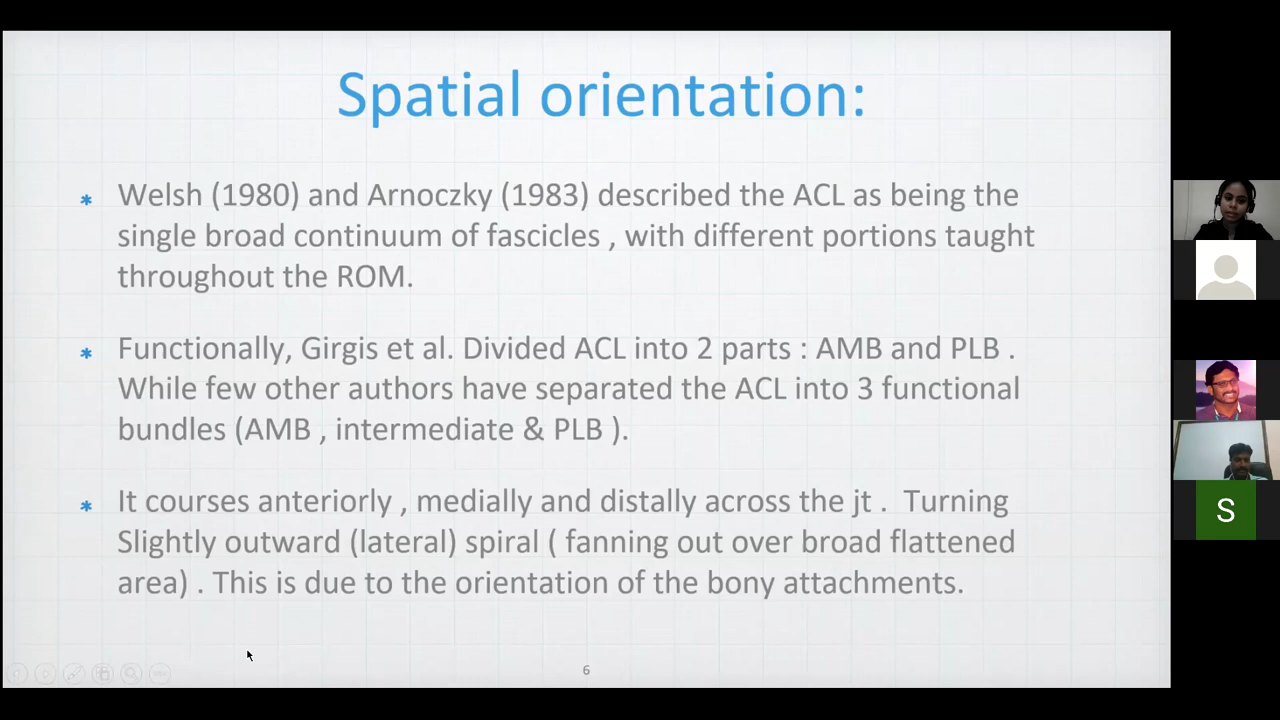 Spatial orientation:
* Welsh (1980) and Arnoczky (1983) described the ACL as being the
single broad continuum of fascicles , with different portions taught
throughout the ROM.
* Functionally, Girgis et al. Divided ACL into 2 parts : AMB and PLB .
While few other authors have separated the ACL into 3 functional
bundles (AMB , intermediate & PLB ).
* It courses anteriorly , medially and distally across the jt . Turning
Slightly outward (lateral) spiral ( fanning out over broad flattened
area) . This is due to the orientation of the bony attachments.
6
S